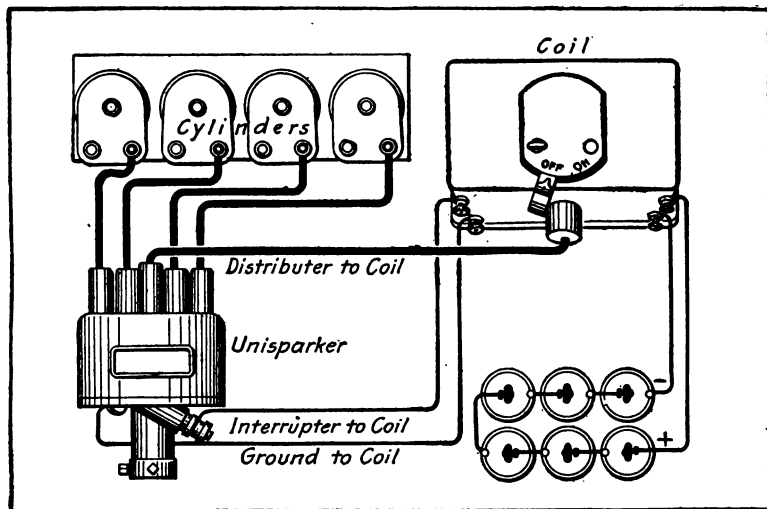 Coil
Cylinders
OFF ON
Distributer to Coil
Unisparker
Interrupter to Coil
Ground to Coil
-
+